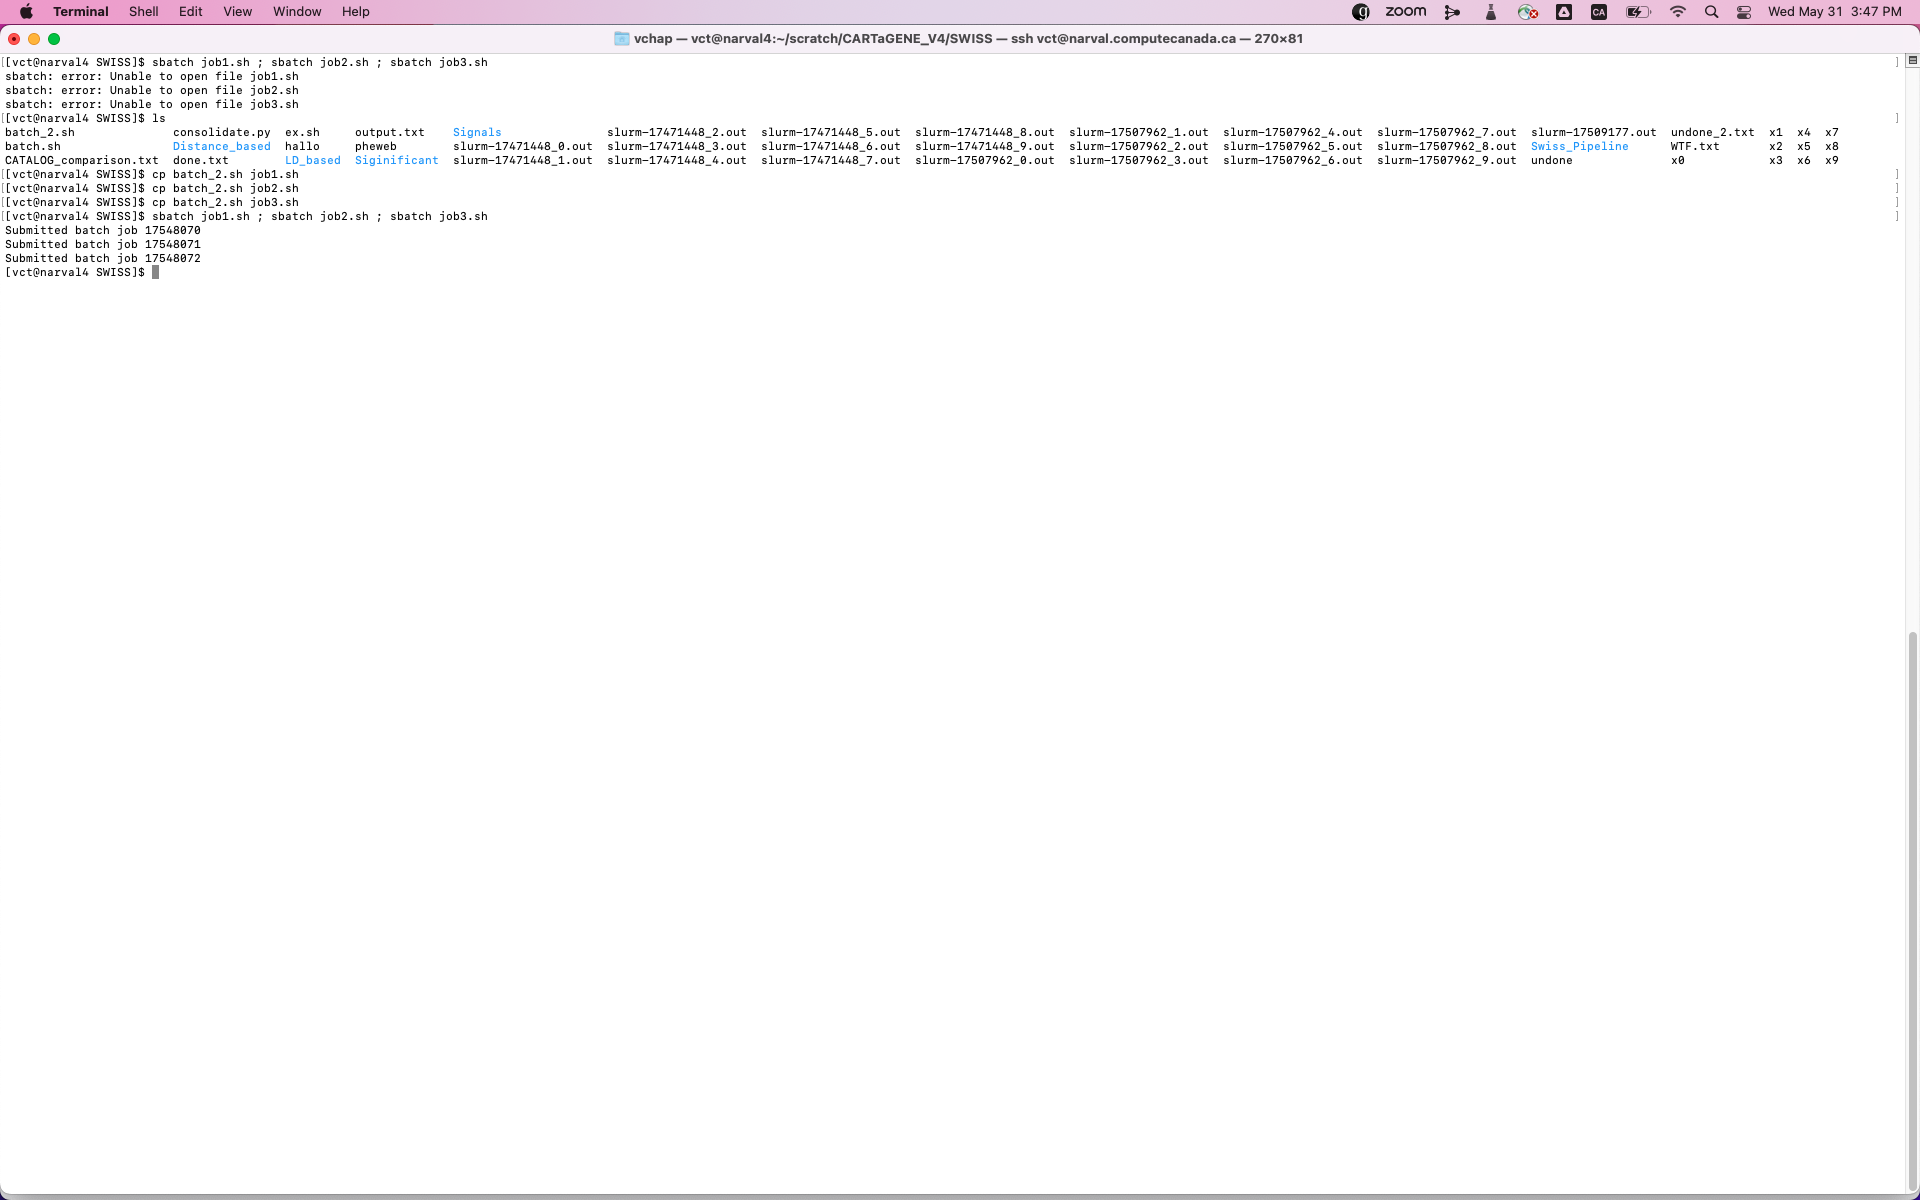 Terminal Shell Edit View Window Help zoom CA Wed May 31 3:47 PM
vchap — vct@narval4:~/scratch/CARTaGENE_V4/SWISS — ssh vct@narval.computecanada.ca — 270×81
[[vct@narval4 SWISS]$ sbatch job1.sh ; sbatch job2.sh ; sbatch job3.sh ]
sbatch: error: Unable to open file job1.sh
sbatch: error: Unable to open file job2.sh
sbatch: error: Unable to open file job3.sh
[[vct@narval4 SWISS]$ ls ]
batch_2.sh consolidate.py ex.sh output.txt Signals slurm-17471448_2.out slurm-17471448_5.out slurm-17471448_8.out slurm-17507962_1.out slurm-17507962_4.out slurm-17507962_7.out slurm-17509177.out undone_2.txt x1 x4 x7
batch.sh Distance_based hallo pheweb slurm-17471448_0.out slurm-17471448_3.out slurm-17471448_6.out slurm-17471448_9.out slurm-17507962_2.out slurm-17507962_5.out slurm-17507962_8.out Swiss_Pipeline WTF.txt x2 x5 x8
CATALOG_comparison.txt done.txt LD_based Siginificant slurm-17471448_1.out slurm-17471448_4.out slurm-17471448_7.out slurm-17507962_0.out slurm-17507962_3.out slurm-17507962_6.out slurm-17507962_9.out undone x0 x3 x6 x9
[[vct@narval4 SWISS]$ cp batch_2.sh job1.sh ]
[[vct@narval4 SWISS]$ cp batch_2.sh job2.sh ]
[[vct@narval4 SWISS]$ cp batch_2.sh job3.sh ]
[[vct@narval4 SWISS]$ sbatch job1.sh ; sbatch job2.sh ; sbatch job3.sh ]
Submitted batch job 17548070
Submitted batch job 17548071
Submitted batch job 17548072
[vct@narval4 SWISS]$